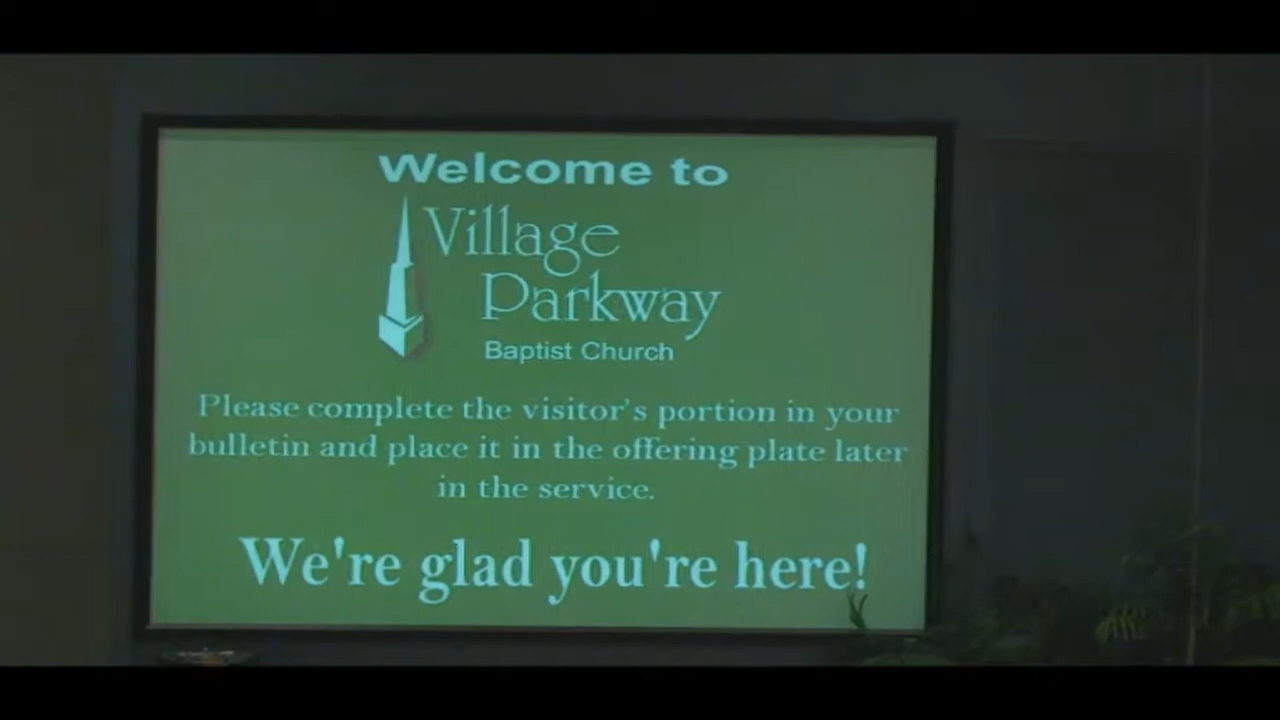 Welcome to
Village
Parkway
Baptist Church
Please complete the visitor's portion in your
bulletin and place it in the offering plate later
in the service.
We're glad you're here!